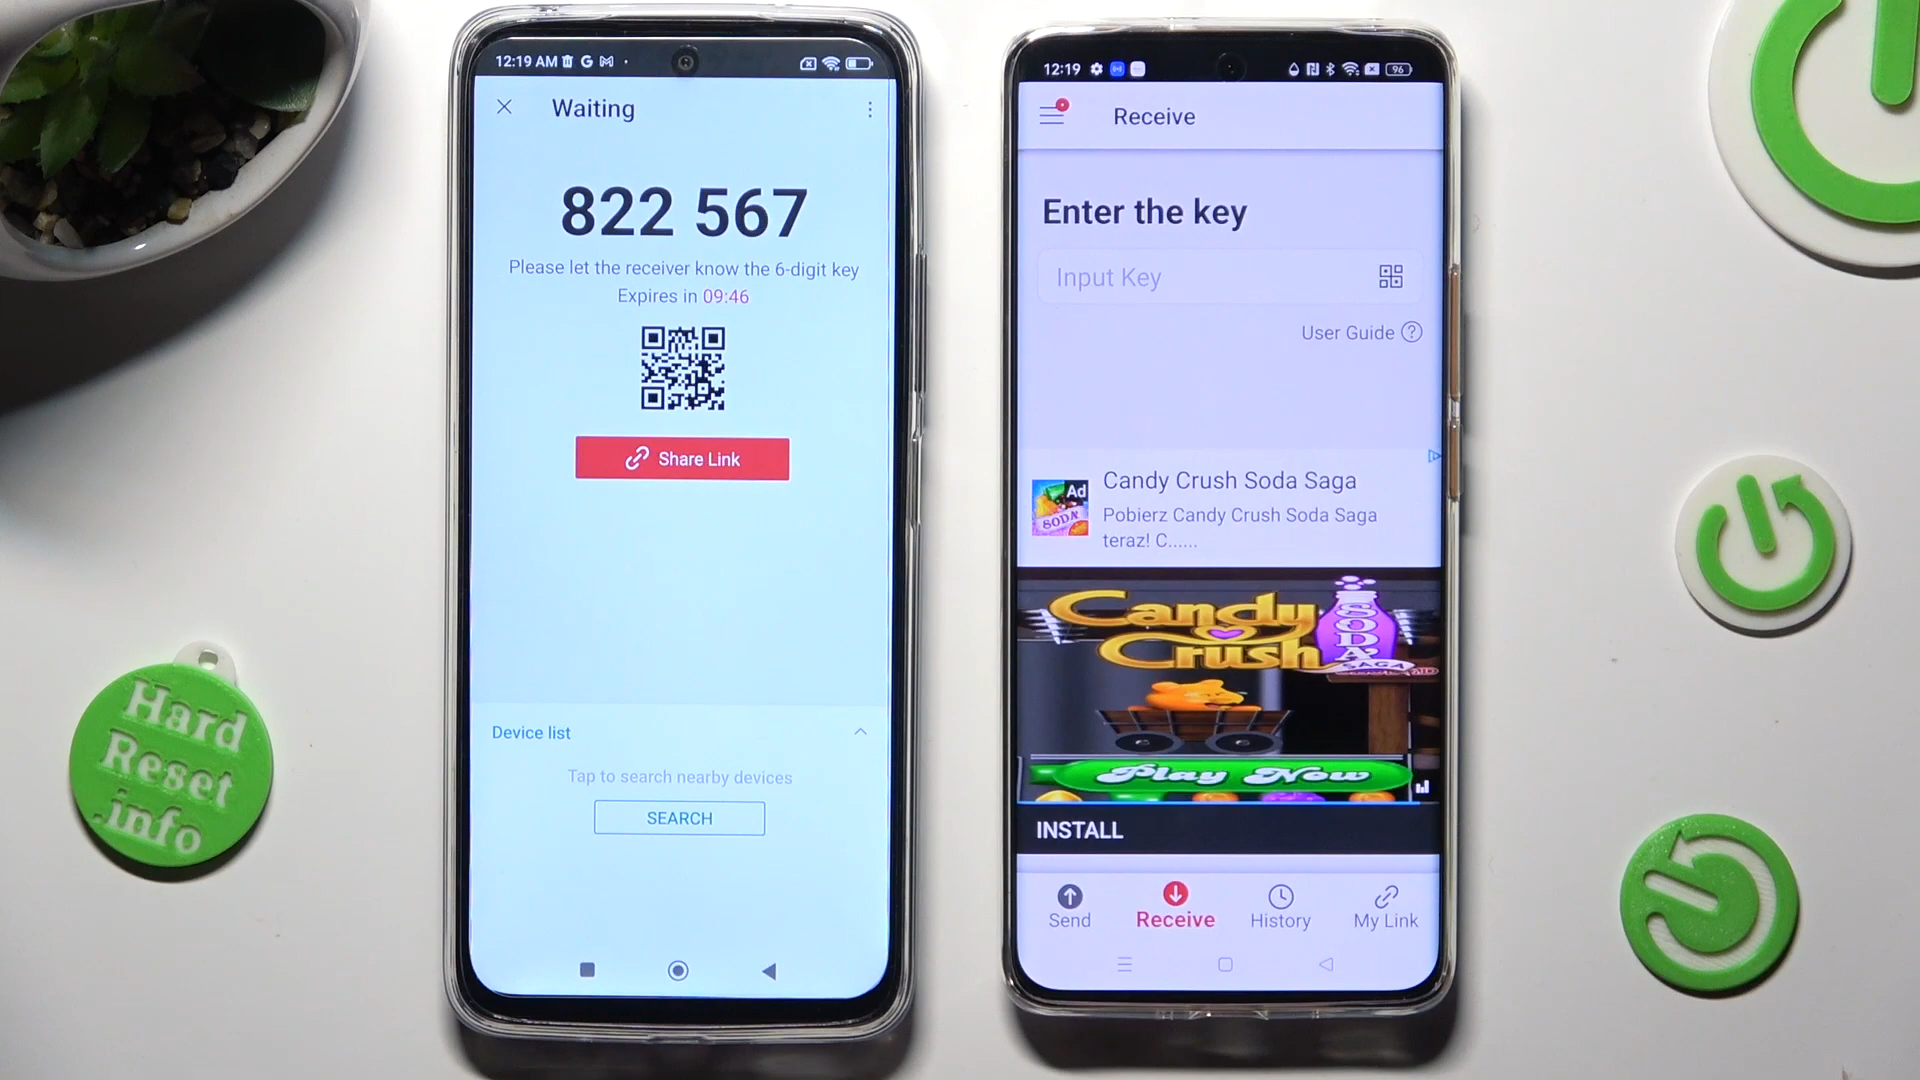 12:19 AM
Waiting
822 567
Please let the receiver know the 6-digit key
Expires in 09:46
Share Link
Device list
Tap to search nearby devices
SEARCH
12:19
96
Receive
Enter the key
Input Key
User Guide ?
Ad
SODA
Candy Crush Soda Saga
Pobierz Candy Crush Soda Saga
teraz! C......
Candy
Crush
SODA
SAGA
Play Now
INSTALL
Send
Receive
History
My Link
Hard
Reset
.info